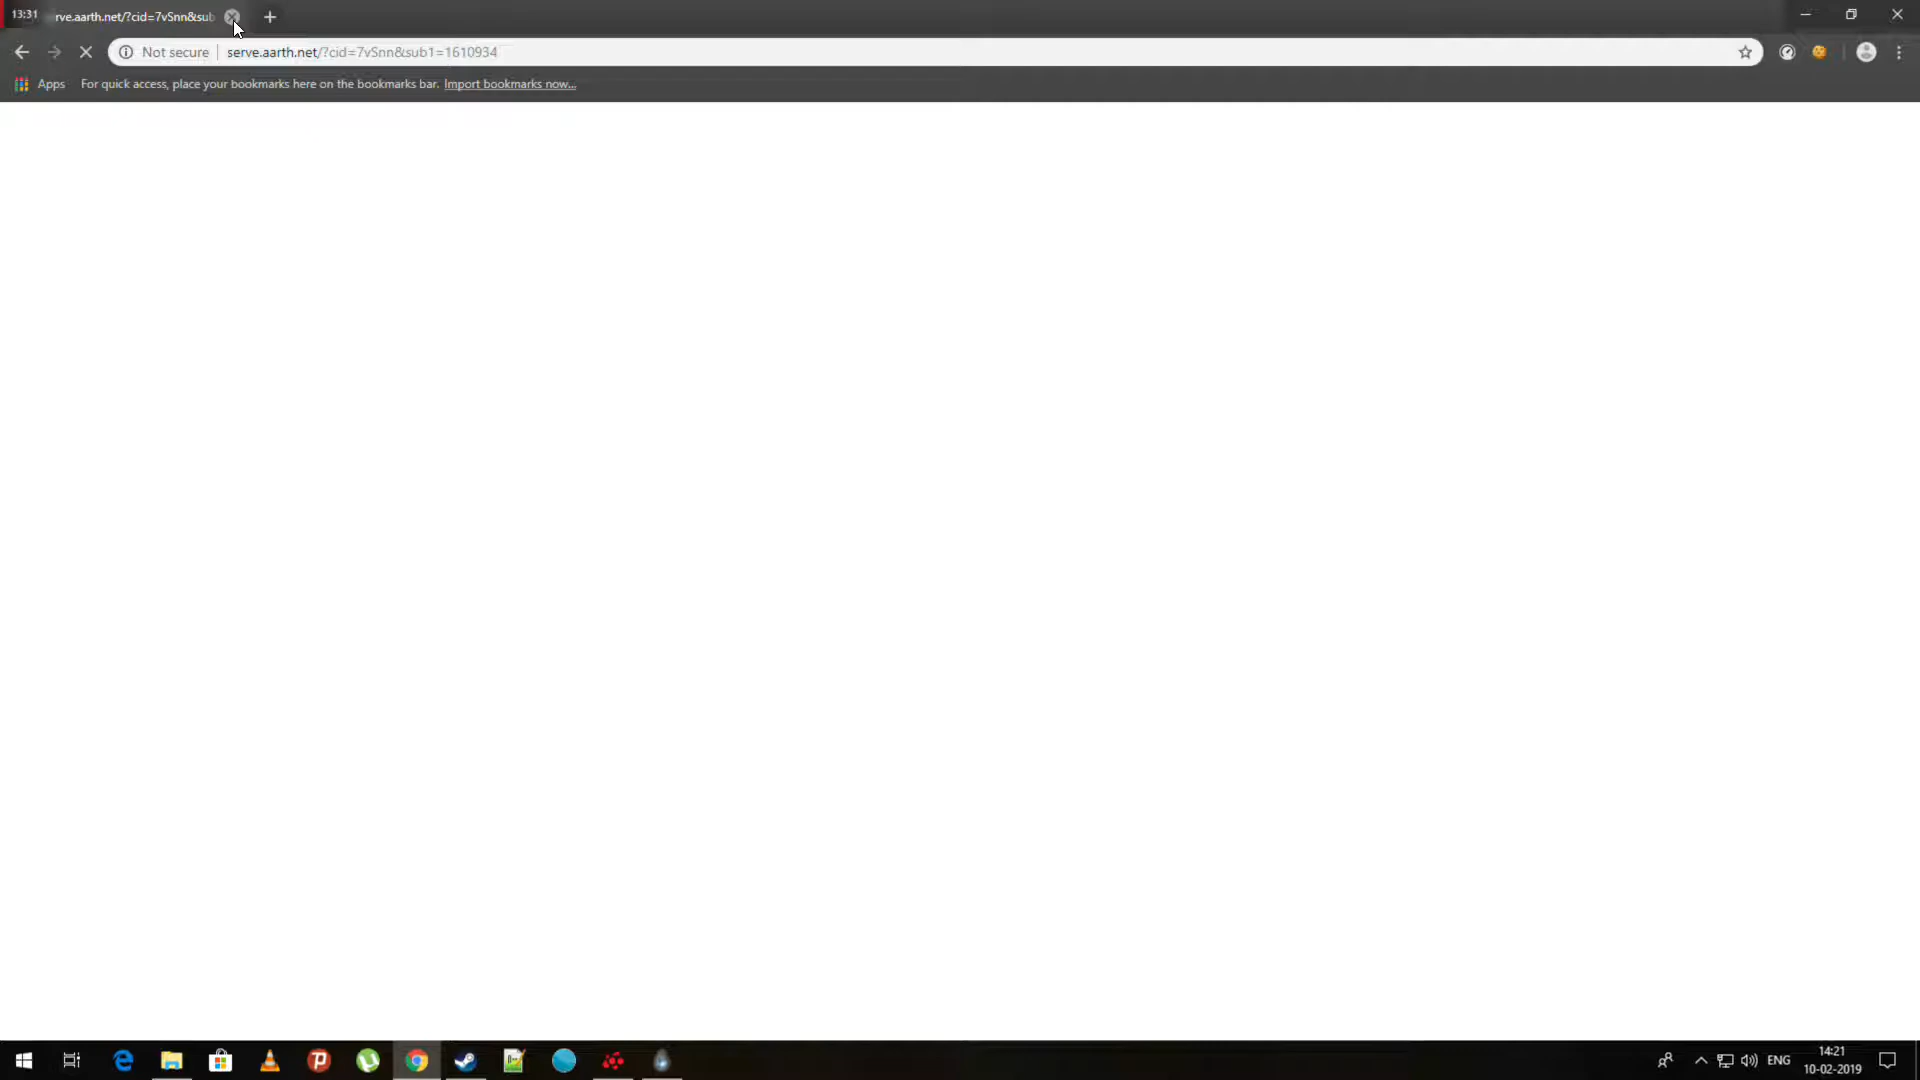 13:31 rve.aarth.net/?cid=7vSnn&sub
Not secure serve.aarth.net/?cid=7vSnn&sub1=1610934
Apps For quick access, place your bookmarks here on the bookmarks bar. Import bookmarks now...
ENG 14:21
10-02-2019